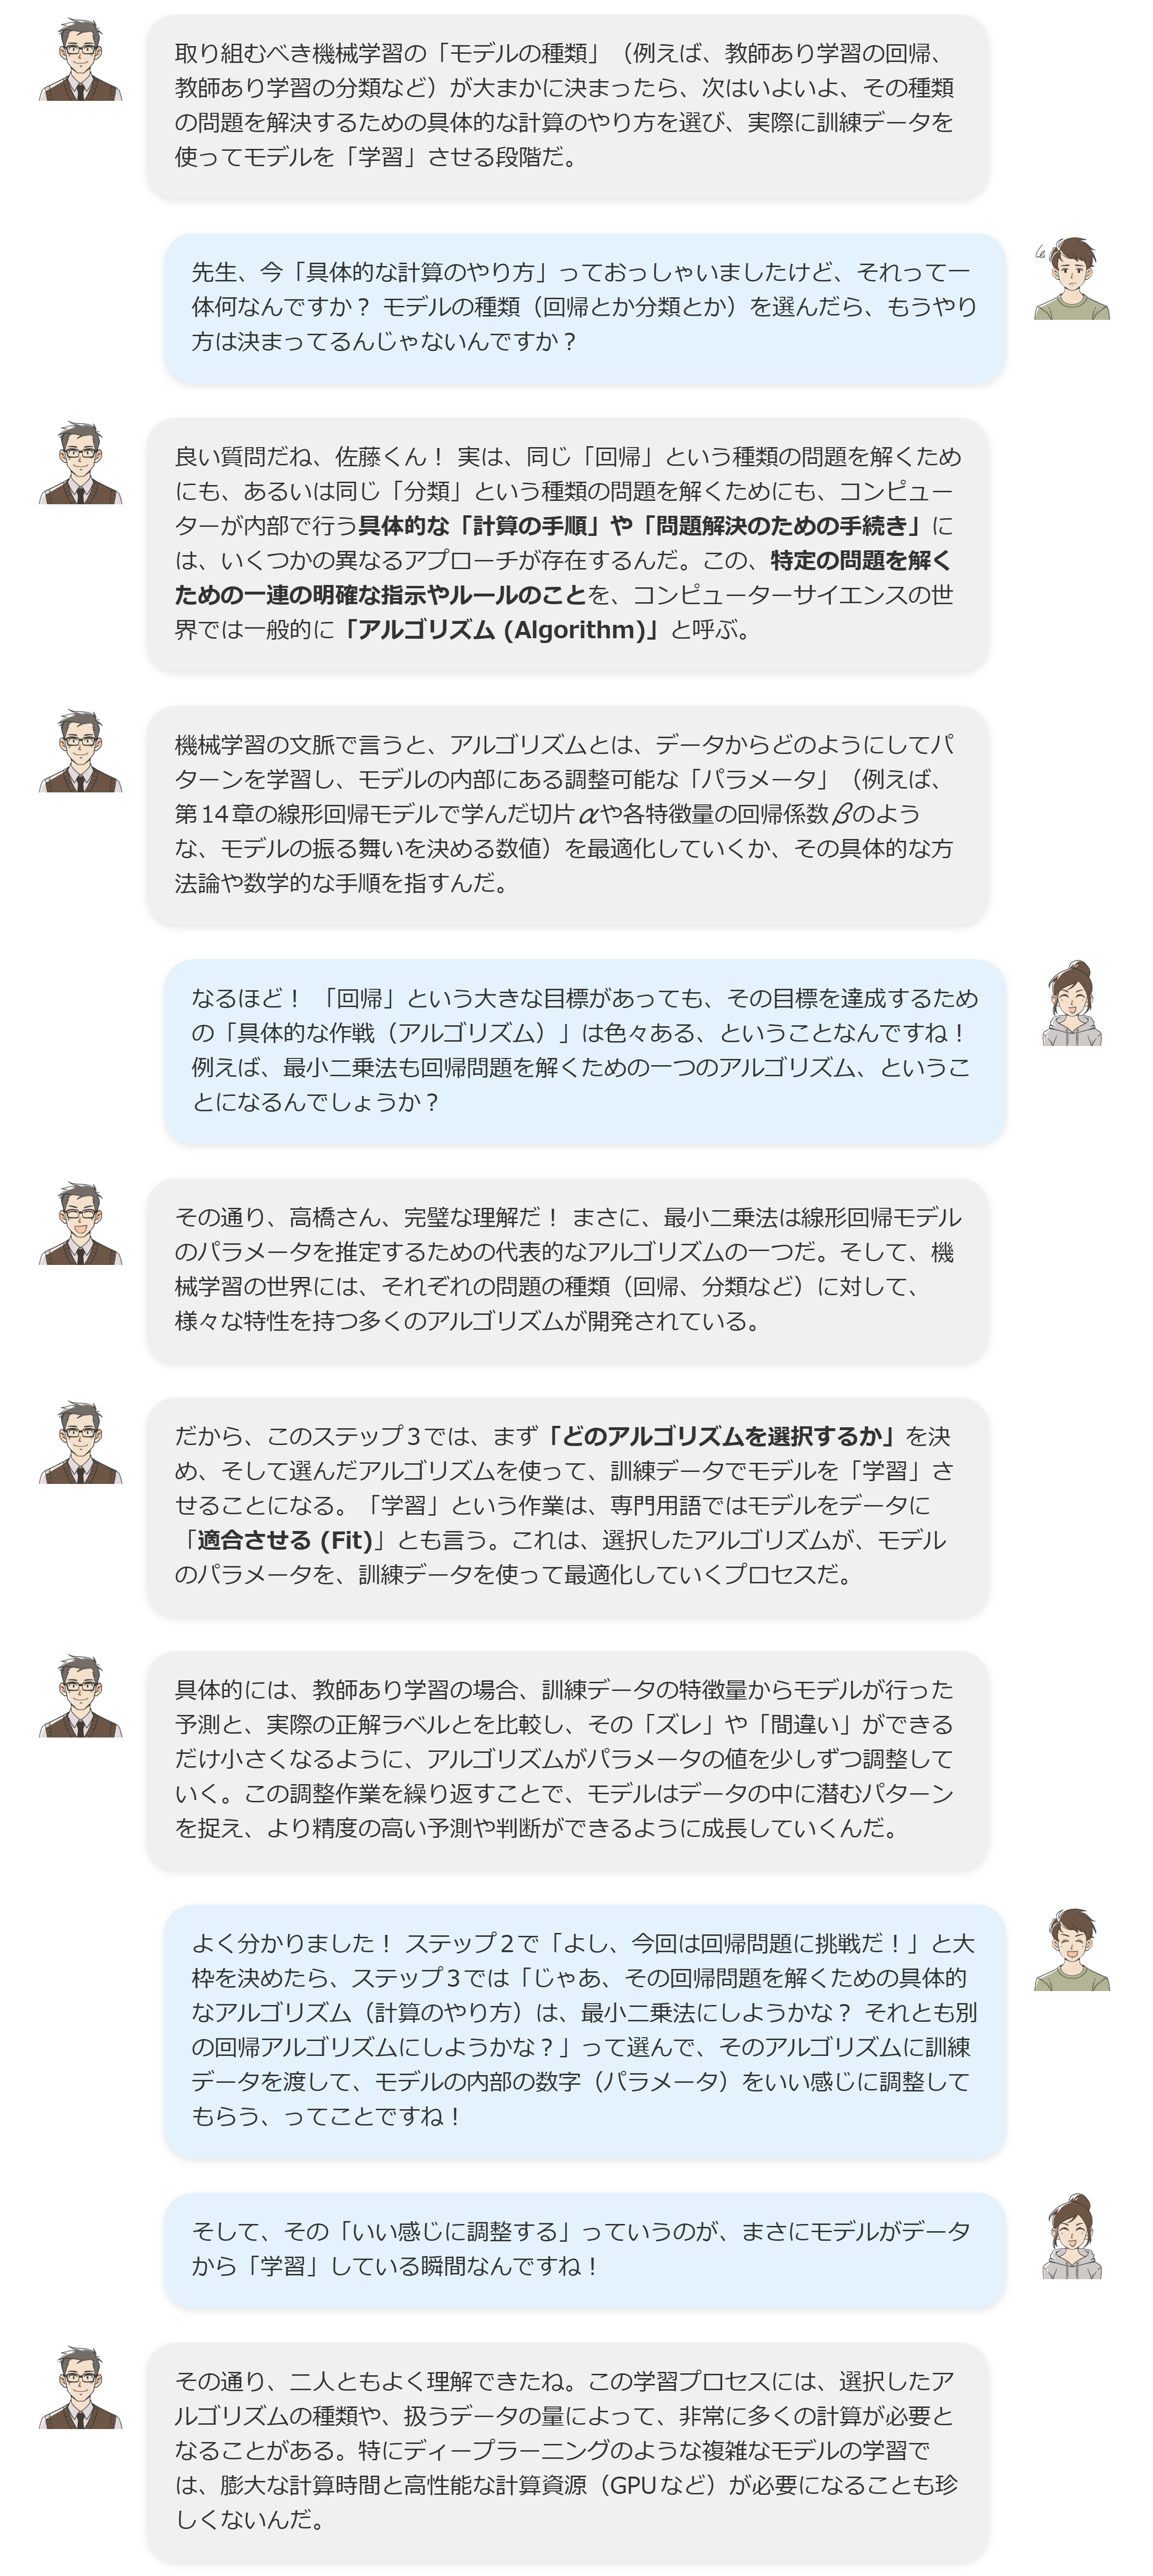 取り組むべき機械学習の「モデルの種類」（例えば、教師あり学習の回帰、
教師あり学習の分類など）が大まかに決まったら、次はいよいよ、その種類
の問題を解決するための具体的な計算のやり方を選び、実際に訓練データを
使ってモデルを「学習」させる段階だ。
先生、今「具体的な計算のやり方」っておっしゃいましたけど、それって一
体何なんですか？ モデルの種類（回帰とか分類とか）を選んだら、もうやり
方は決まってるんじゃないんですか？
良い質問だね、佐藤くん！ 実は、同じ「回帰」という種類の問題を解くため
にも、あるいは同じ「分類」という種類の問題を解くためにも、コンピュー
ターが内部で行う具体的な「計算の手順」や「問題解決のための手続き」に
は、いくつかの異なるアプローチが存在するんだ。この、特定の問題を解く
ための一連の明確な指示やルールのことを、コンピューターサイエンスの世
界では一般的に「アルゴリズム (Algorithm)」と呼ぶ。
機械学習の文脈で言うと、アルゴリズムとは、データからどのようにしてパ
ターンを学習し、モデルの内部にある調整可能な「パラメータ」（例えば、
第14章の線形回帰モデルで学んだ切片αや各特徴量の回帰係数βのよう
な、モデルの振る舞いを決める数値）を最適化していくか、その具体的な方
法論や数学的な手順を指すんだ。
なるほど！ 「回帰」という大きな目標があっても、その目標を達成するため
の「具体的な作戦（アルゴリズム）」は色々ある、ということなんですね！
例えば、最小二乗法も回帰問題を解くための一つのアルゴリズム、というこ
とになるんでしょうか？
その通り、高橋さん、完璧な理解だ！ まさに、最小二乗法は線形回帰モデル
のパラメータを推定するための代表的なアルゴリズムの一つだ。そして、機
械学習の世界には、それぞれの問題の種類（回帰、分類など）に対して、
様々な特性を持つ多くのアルゴリズムが開発されている。
だから、このステップ3では、まず「どのアルゴリズムを選択するか」を決
め、そして選んだアルゴリズムを使って、訓練データでモデルを「学習」さ
せることになる。「学習」という作業は、専門用語ではモデルをデータに
「適合させる (Fit)」とも言う。これは、選択したアルゴリズムが、モデル
のパラメータを、訓練データを使って最適化していくプロセスだ。
具体的には、教師あり学習の場合、訓練データの特徴量からモデルが行った
予測と、実際の正解ラベルとを比較し、その「ズレ」や「間違い」ができる
だけ小さくなるように、アルゴリズムがパラメータの値を少しずつ調整して
いく。この調整作業を繰り返すことで、モデルはデータの中に潜むパターン
を捉え、より精度の高い予測や判断ができるように成長していくんだ。
よく分かりました！ ステップ2で「よし、今回は回帰問題に挑戦だ！」と大
枠を決めたら、ステップ3では「じゃあ、その回帰問題を解くための具体的
なアルゴリズム（計算のやり方）は、最小二乗法にしようかな？ それとも別
の回帰アルゴリズムにしようかな？」って選んで、そのアルゴリズムに訓練
データを渡して、モデルの内部の数字（パラメータ）をいい感じに調整して
もらう、ってことですね！
そして、その「いい感じに調整する」っていうのが、まさにモデルがデータ
から「学習」している瞬間なんですね！
その通り、二人ともよく理解できたね。この学習プロセスには、選択したア
ルゴリズムの種類や、扱うデータの量によって、非常に多くの計算が必要と
なることがある。特にディープラーニングのような複雑なモデルの学習で
は、膨大な計算時間と高性能な計算資源（GPUなど）が必要になることも珍
しくないんだ。